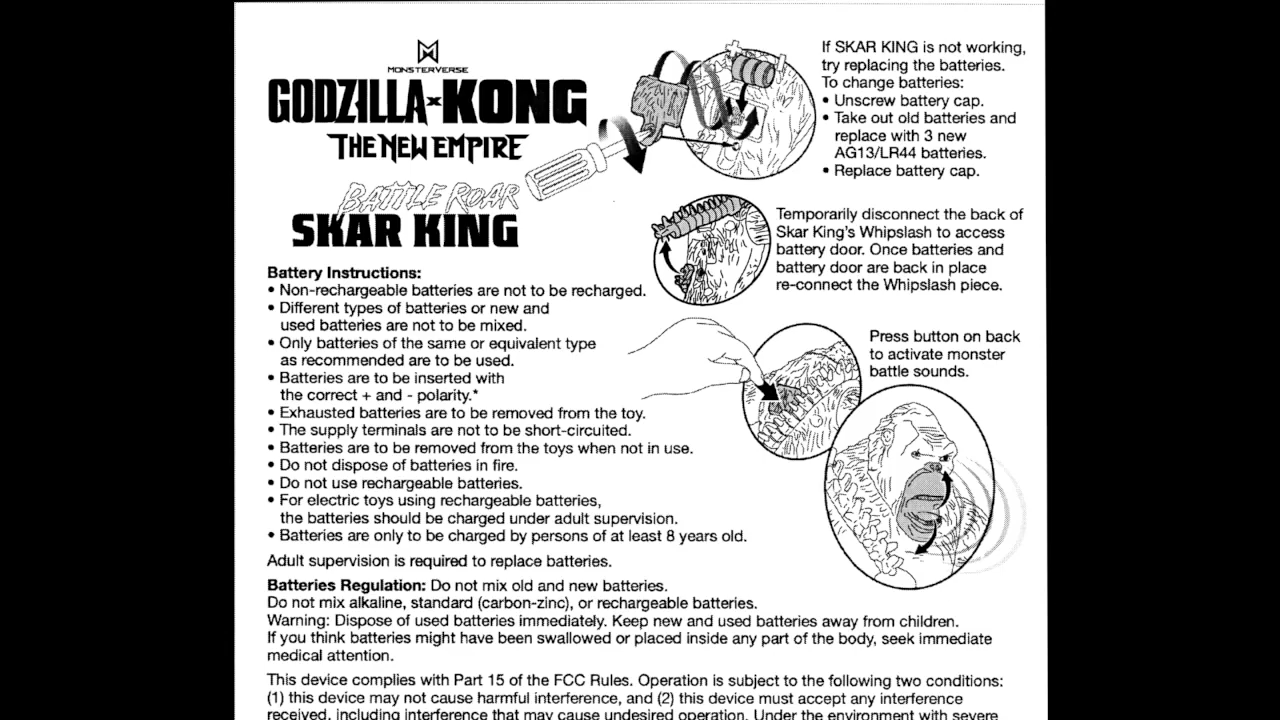 MONSTERVERSE
GODZILLA x KONG
THE NEW EMPIRE
BATTLE ROAR
SKAR KING
If SKAR KING is not working,
try replacing the batteries.
To change batteries:
• Unscrew battery cap.
• Take out old batteries and
replace with 3 new
AG13/LR44 batteries.
• Replace battery cap.
Temporarily disconnect the back of
Skar King's Whipslash to access
battery door. Once batteries and
battery door are back in place
re-connect the Whipslash piece.
Press button on back
to activate monster
battle sounds.
Battery Instructions:
• Non-rechargeable batteries are not to be recharged.
• Different types of batteries or new and
used batteries are not to be mixed.
• Only batteries of the same or equivalent type
as recommended are to be used.
• Batteries are to be inserted with
the correct + and - polarity.*
• Exhausted batteries are to be removed from the toy.
• The supply terminals are not to be short-circuited.
• Batteries are to be removed from the toys when not in use.
• Do not dispose of batteries in fire.
• Do not use rechargeable batteries.
• For electric toys using rechargeable batteries,
the batteries should be charged under adult supervision.
• Batteries are only to be charged by persons of at least 8 years old.
Adult supervision is required to replace batteries.
Batteries Regulation: Do not mix old and new batteries.
Do not mix alkaline, standard (carbon-zinc), or rechargeable batteries.
Warning: Dispose of used batteries immediately. Keep new and used batteries away from children.
If you think batteries might have been swallowed or placed inside any part of the body, seek immediate
medical attention.
This device complies with Part 15 of the FCC Rules. Operation is subject to the following two conditions:
(1) this device may not cause harmful interference, and (2) this device must accept any interference
received, including interference that may cause undesired operation. Under the environment with severe